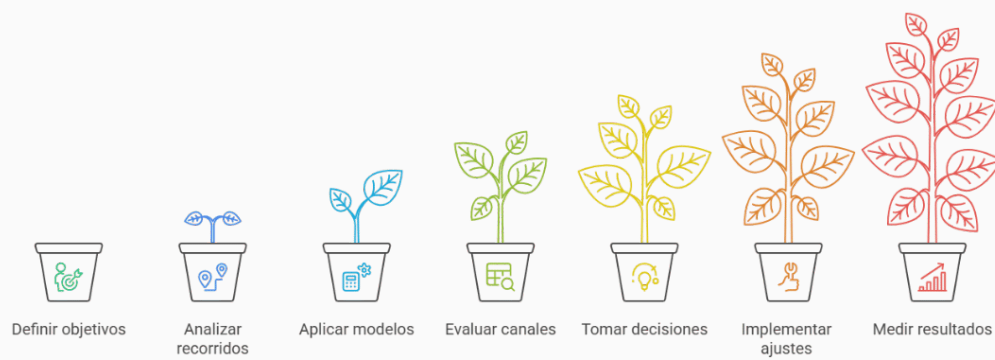 Definir objetivos
Analizar
recorridos
Aplicar modelos
Evaluar canales
Tomar decisiones
Implementar
ajustes
Medir resultados